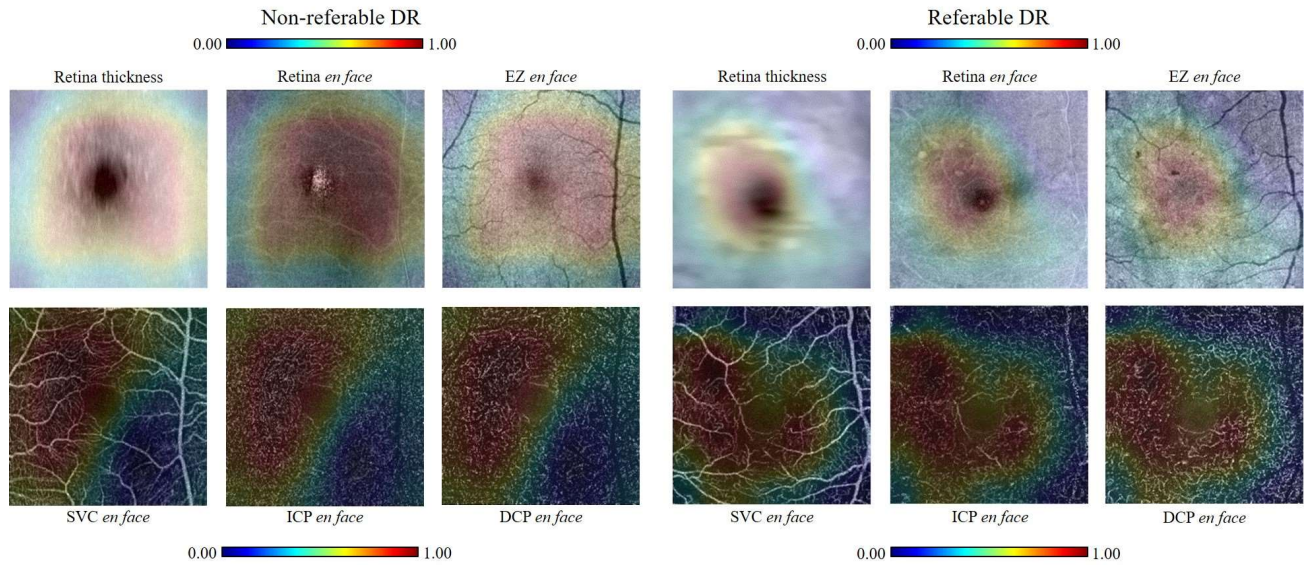 Non-referable DR
Referable DR
0.00 1.00
0.00 1.00
Retina thickness
Retina en face
EZ en face
Retina thickness
Retina en face
EZ en face
SVC en face
ICP en face
DCP en face
SVC en face
ICP en face
DCP en face
0.00 1.00
0.00 1.00